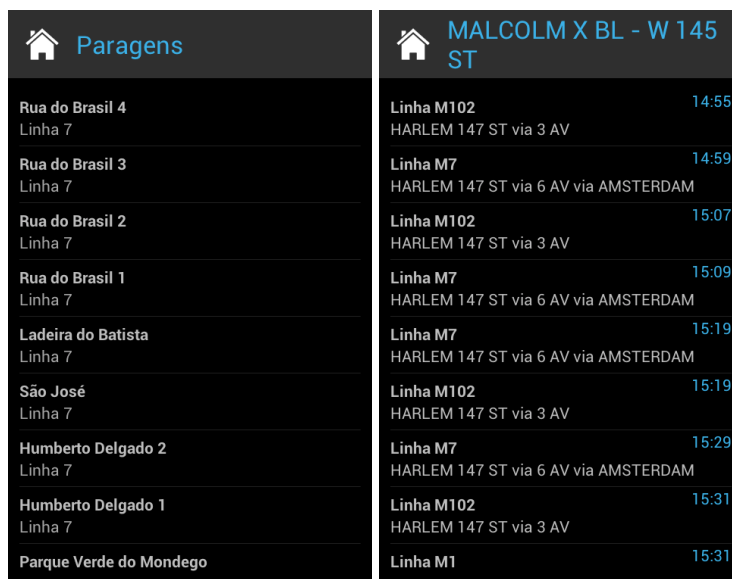 Paragens
Rua do Brasil 4
Linha 7
Rua do Brasil 3
Linha 7
Rua do Brasil 2
Linha 7
Rua do Brasil 1
Linha 7
Ladeira do Batista
Linha 7
São José
Linha 7
Humberto Delgado 2
Linha 7
Humberto Delgado 1
Linha 7
Parque Verde do Mondego
MALCOLM X BL - W 145
ST
Linha M102 14:55
HARLEM 147 ST via 3 AV
Linha M7 14:59
HARLEM 147 ST via 6 AV via AMSTERDAM
Linha M102 15:07
HARLEM 147 ST via 3 AV
Linha M7 15:09
HARLEM 147 ST via 6 AV via AMSTERDAM
Linha M7 15:19
HARLEM 147 ST via 6 AV via AMSTERDAM
Linha M102 15:19
HARLEM 147 ST via 3 AV
Linha M7 15:29
HARLEM 147 ST via 6 AV via AMSTERDAM
Linha M102 15:31
HARLEM 147 ST via 3 AV
Linha M1 15:31